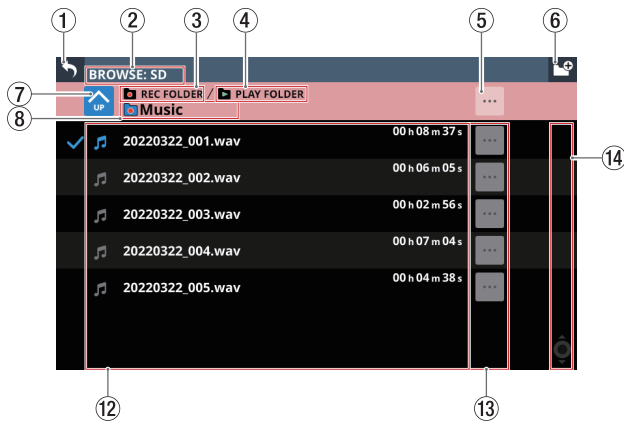 ① ② ③ ④ ⑤ ⑥
BROWSE: SD
⑦ UP REC FOLDER / PLAY FOLDER ...
⑧ Music
20220322_001.wav 00 h 08 m 37 s ...
⑭
20220322_002.wav 00 h 06 m 05 s ...
20220322_003.wav 00 h 02 m 56 s ...
20220322_004.wav 00 h 07 m 04 s ...
20220322_005.wav 00 h 04 m 38 s ...
⑫ ⑬